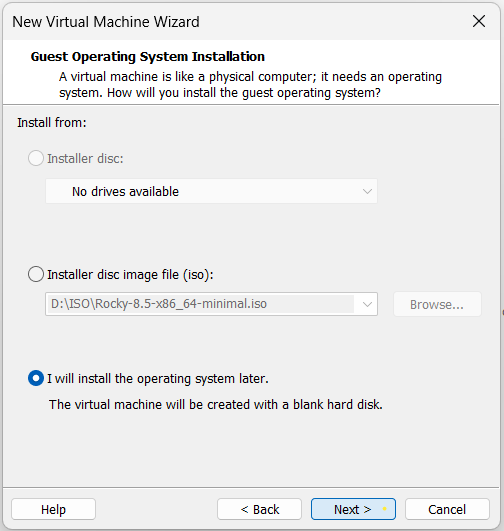 New Virtual Machine Wizard
Guest Operating System Installation
A virtual machine is like a physical computer; it needs an operating
system. How will you install the guest operating system?
Install from:
Installer disc:
No drives available
Installer disc image file (iso):
D:\ISO\Rocky-8.5-x86_64-minimal.iso
Browse...
I will install the operating system later.
The virtual machine will be created with a blank hard disk.
Help
< Back
Next >
Cancel